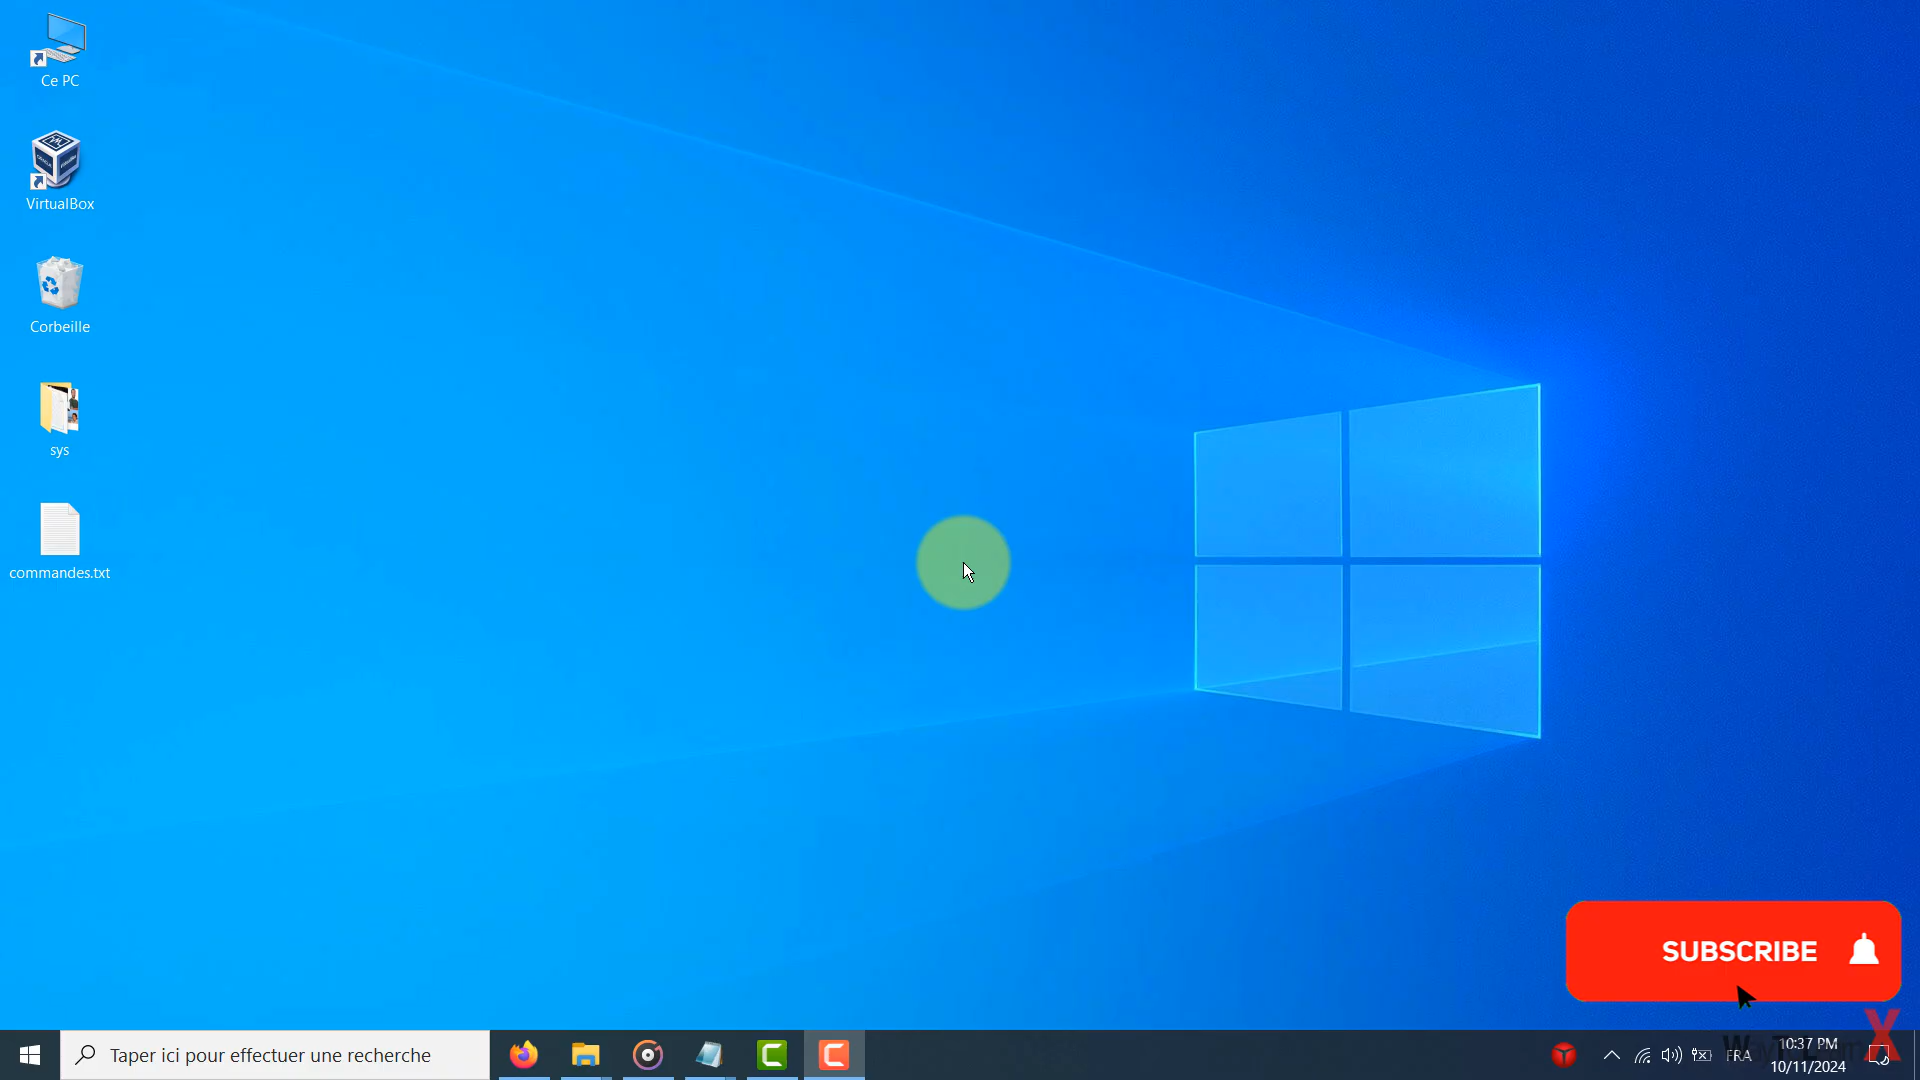 Ce PC
VirtualBox
Corbeille
sys
commandes.txt
SUBSCRIBE
Taper ici pour effectuer une recherche
FRA
10:37 PM
10/11/2024